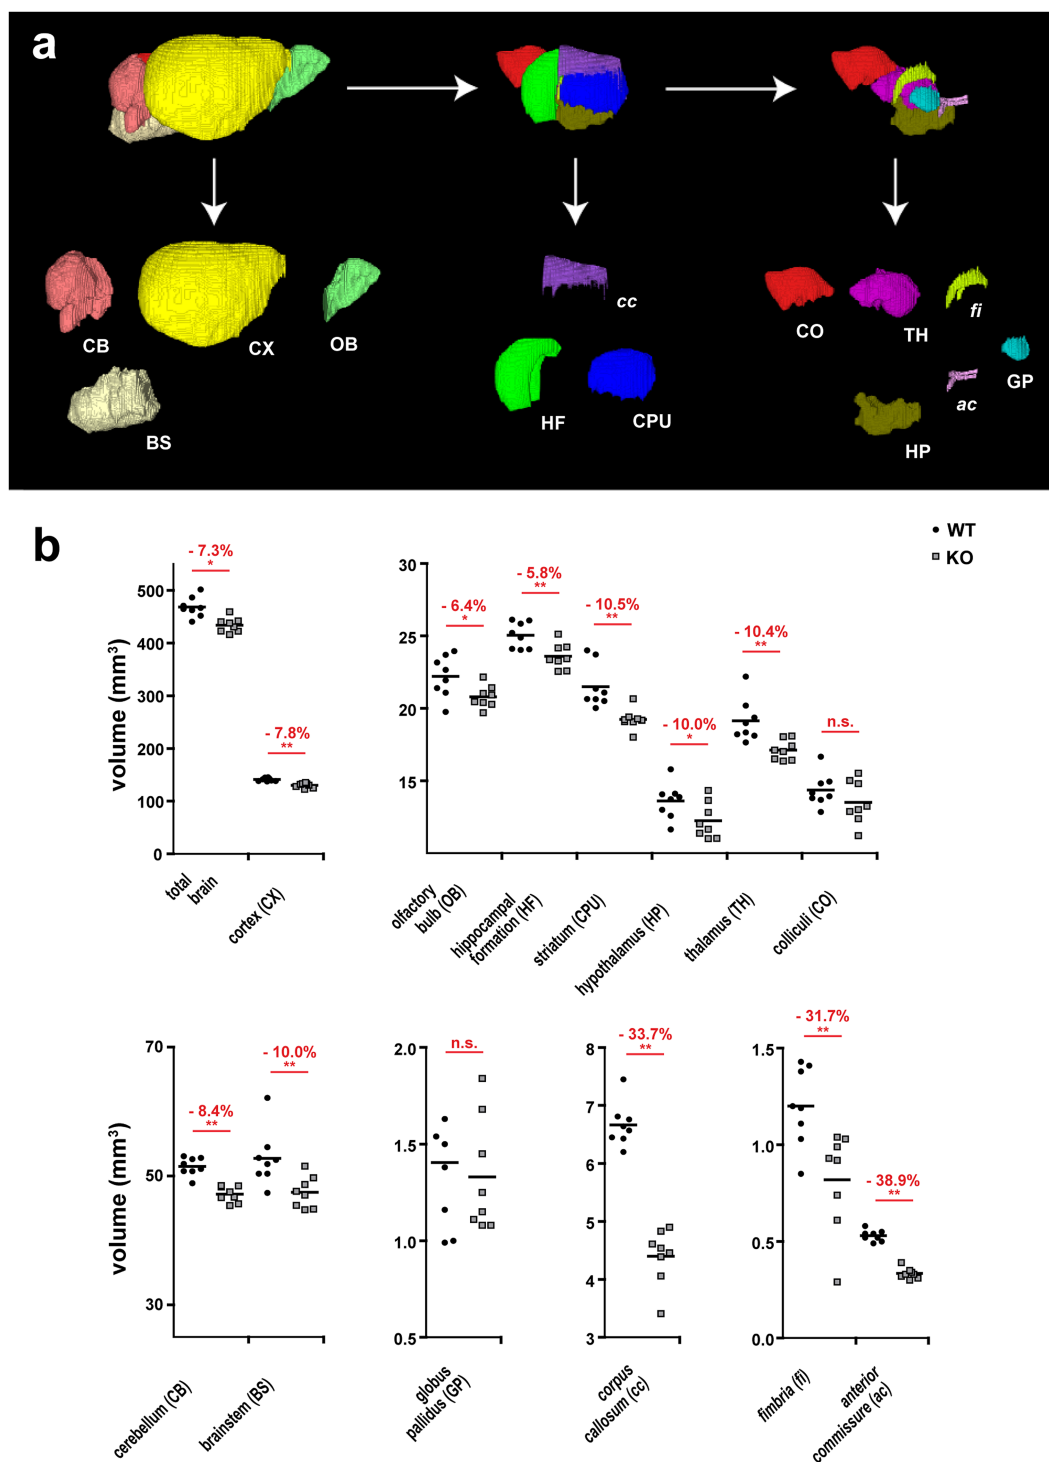 a
CB
CX
OB
BS
cc
HF
CPU
CO
TH
fi
GP
ac
HP
b
WT
KO
volume (mm³)
500
400
300
200
100
0
- 7.3%
*
- 7.8%
**
total
brain
cortex (CX)
30
25
20
15
- 6.4%
*
- 5.8%
**
- 10.5%
**
- 10.0%
*
- 10.4%
**
n.s.
olfactory
bulb (OB)
hippocampal
formation (HF)
striatum (CPU)
hypothalamus (HP)
thalamus (TH)
colliculi (CO)
volume (mm³)
70
50
30
- 8.4%
**
- 10.0%
**
cerebellum (CB)
brainstem (BS)
2.0
1.5
1.0
0.5
n.s.
globus
pallidus (GP)
8
7
6
5
4
3
- 33.7%
**
corpus
callosum (cc)
1.5
1.0
0.5
0.0
- 31.7%
**
- 38.9%
**
fimbria (fi)
anterior
commissure (ac)